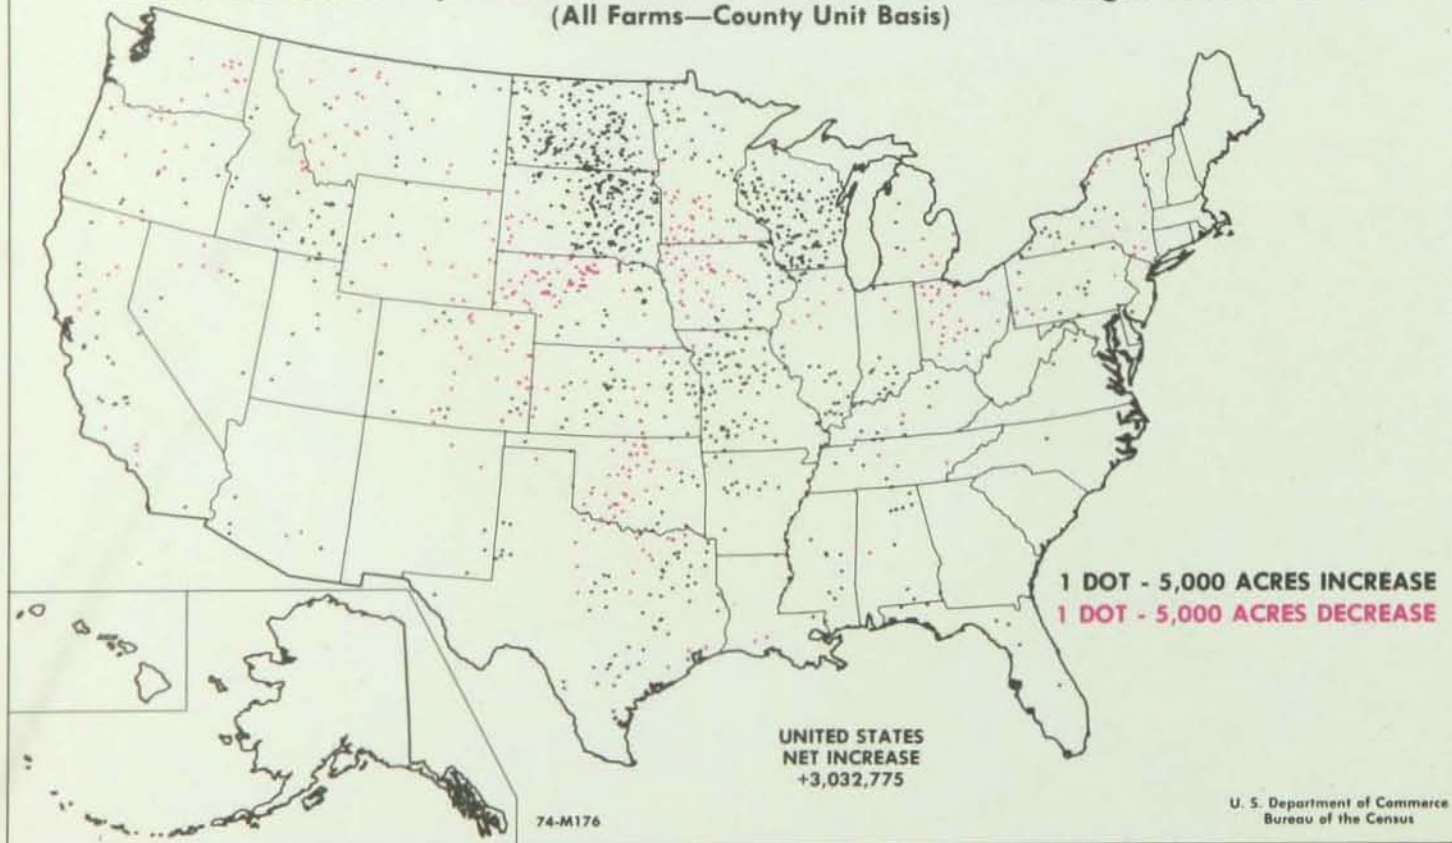 (All Farms—County Unit Basis)
1 DOT - 5,000 ACRES INCREASE
1 DOT - 5,000 ACRES DECREASE
UNITED STATES
NET INCREASE
+3,032,775
74-M176
U. S. Department of Commerce
Bureau of the Census